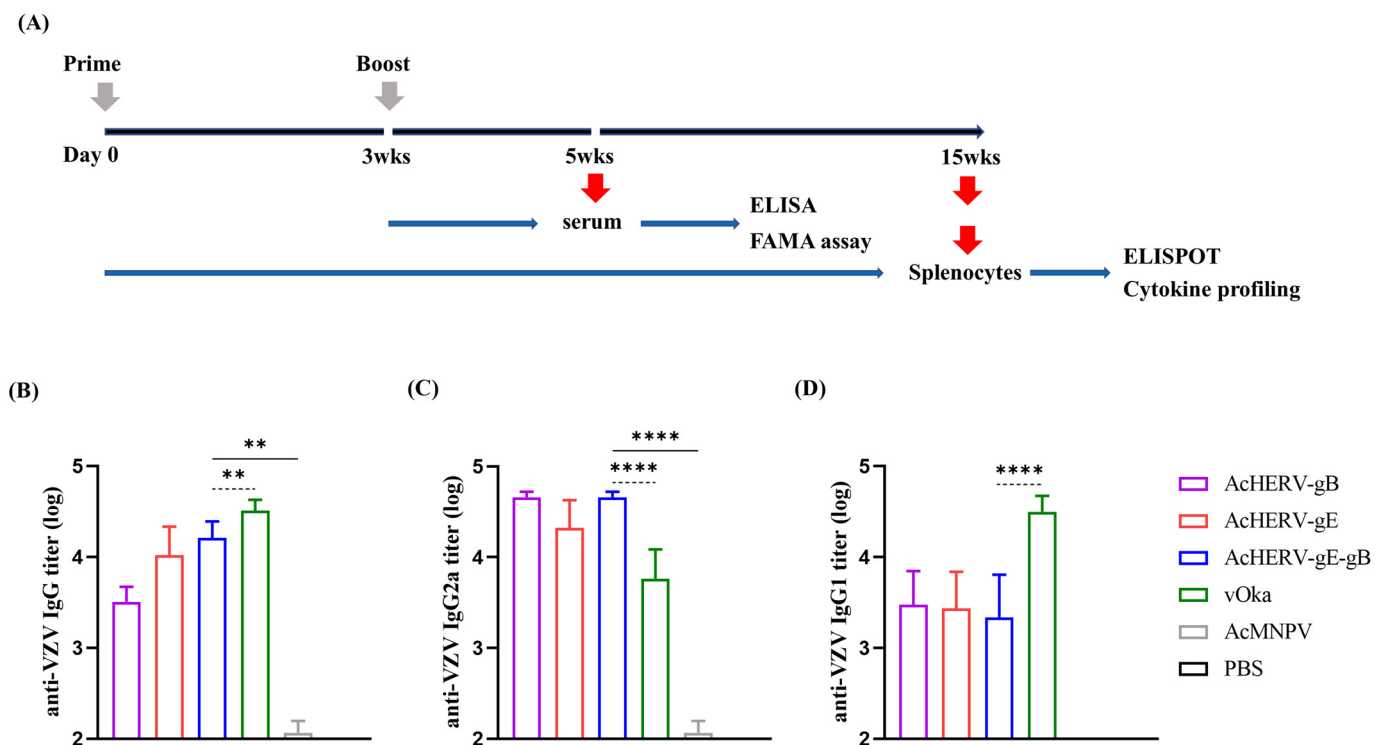 (A)
Prime
Boost
Day 0
3wks
5wks
15wks
serum
ELISA
FAMA assay
Splenocytes
ELISPOT
Cytokine profiling
(B)
anti-VZV IgG titer (log)
5
4
3
2
**
**
(C)
anti-VZV IgG2a titer (log)
5
4
3
2
****
****
(D)
anti-VZV IgG1 titer (log)
5
4
3
2
****
AcHERV-gB
AcHERV-gE
AcHERV-gE-gB
vOka
AcMNPV
PBS